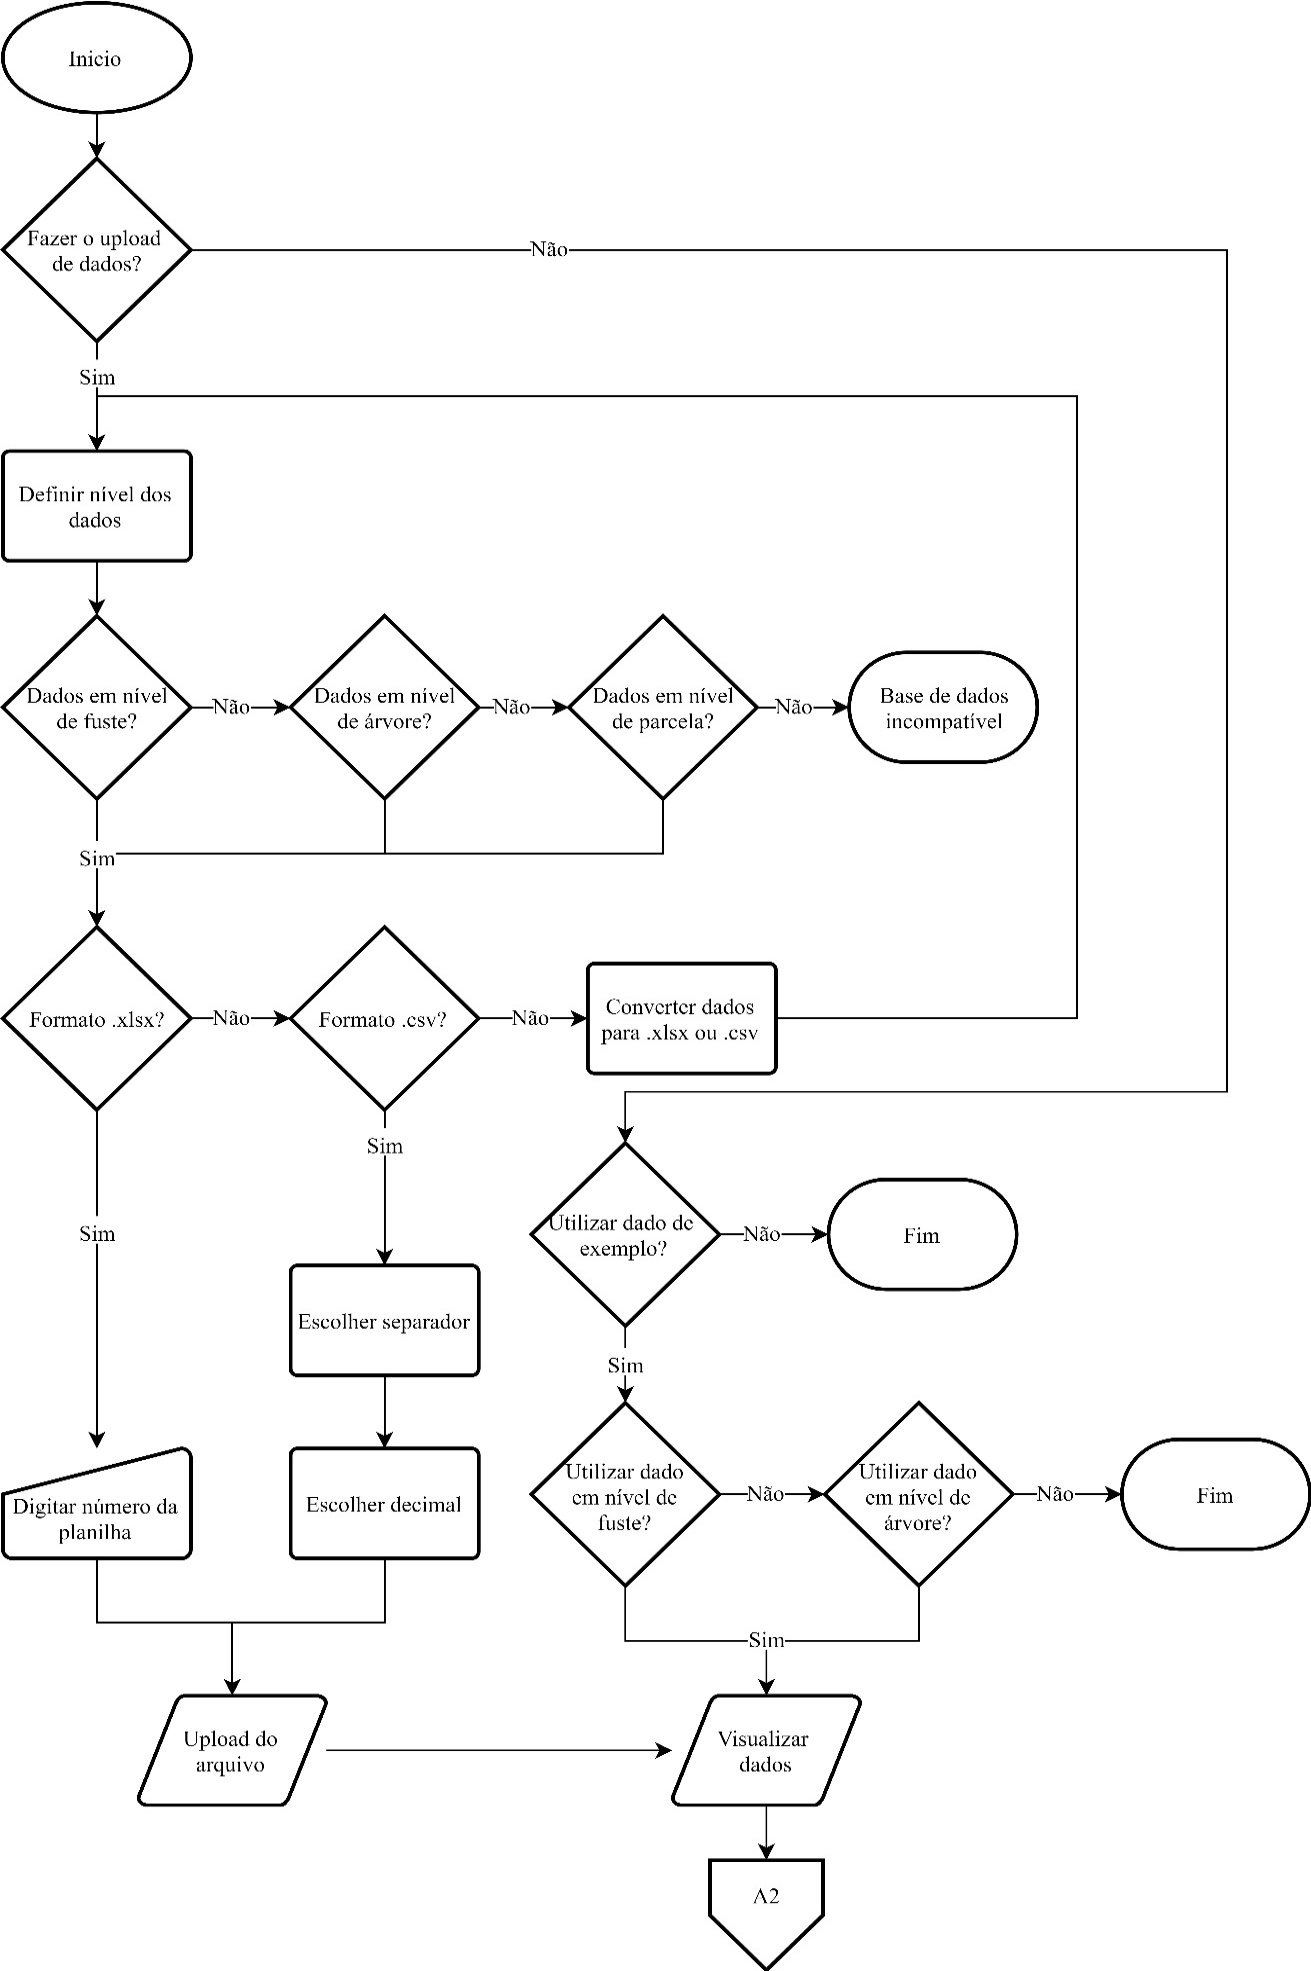 Inicio
Fazer o upload
de dados?
Não
Sim
Definir nível dos
dados
Dados em nível
de fuste?
Não
Dados em nível
de árvore?
Não
Dados em nível
de parcela?
Não
Base de dados
incompatível
Sim
Formato .xlsx?
Não
Formato .csv?
Não
Converter dados
para .xlsx ou .csv
Sim
Sim
Utilizar dado de
exemplo?
Não
Fim
Escolher separador
Sim
Digitar número da
planilha
Escolher decimal
Utilizar dado
em nível de
fuste?
Não
Utilizar dado
em nível de
árvore?
Não
Fim
Sim
Upload do
arquivo
Visualizar
dados
A2